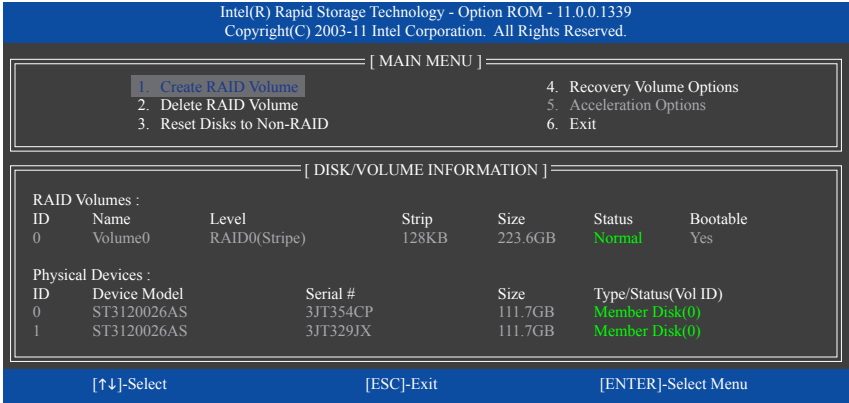 Intel(R) Rapid Storage Technology - Option ROM - 11.0.0.1339
Copyright(C) 2003-11 Intel Corporation.  All Rights Reserved.
[ MAIN MENU ]
1. Create RAID Volume 4. Recovery Volume Options
2. Delete RAID Volume 5. Acceleration Options
3. Reset Disks to Non-RAID 6. Exit
[ DISK/VOLUME INFORMATION ]
RAID Volumes :
ID Name Level Strip Size Status Bootable
0 Volume0 RAID0(Stripe) 128KB 223.6GB Normal Yes
Physical Devices :
ID Device Model Serial # Size Type/Status(Vol ID)
0 ST3120026AS 3JT354CP 111.7GB Member Disk(0)
1 ST3120026AS 3JT329JX 111.7GB Member Disk(0)
[↑↓]-Select [ESC]-Exit [ENTER]-Select Menu